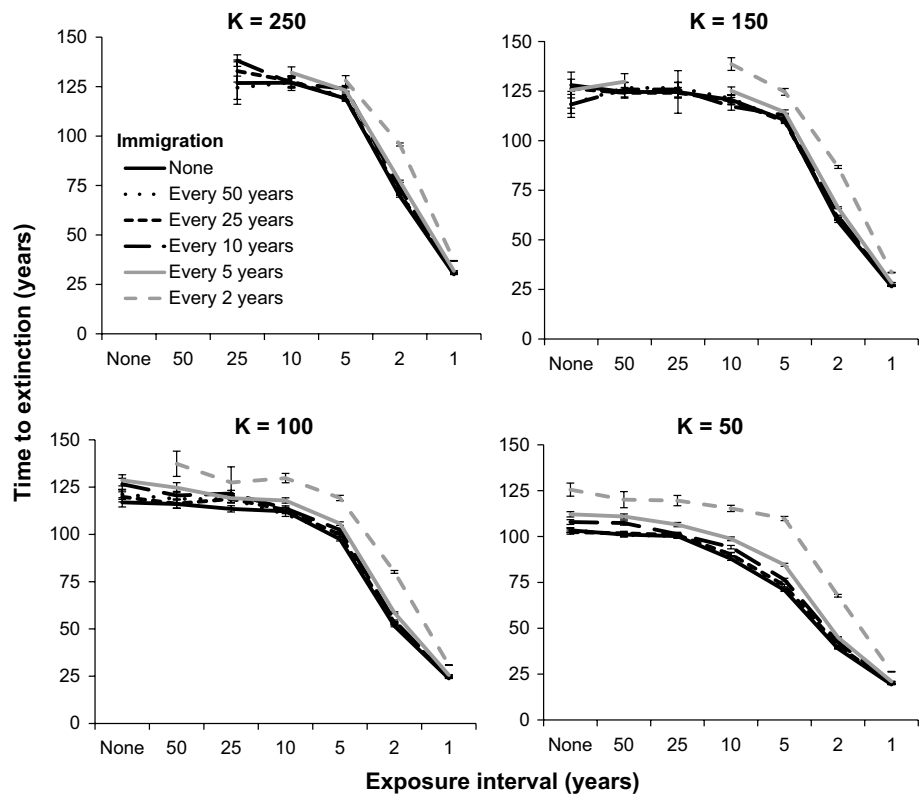 K = 250
150
125
100
75
50
25
0
Immigration
None
Every 50 years
Every 25 years
Every 10 years
Every 5 years
Every 2 years
None 50 25 10 5 2 1
K = 150
150
125
100
75
50
25
0
None 50 25 10 5 2 1
Time to extinction (years)
K = 100
150
125
100
75
50
25
0
None 50 25 10 5 2 1
K = 50
150
125
100
75
50
25
0
None 50 25 10 5 2 1
Exposure interval (years)